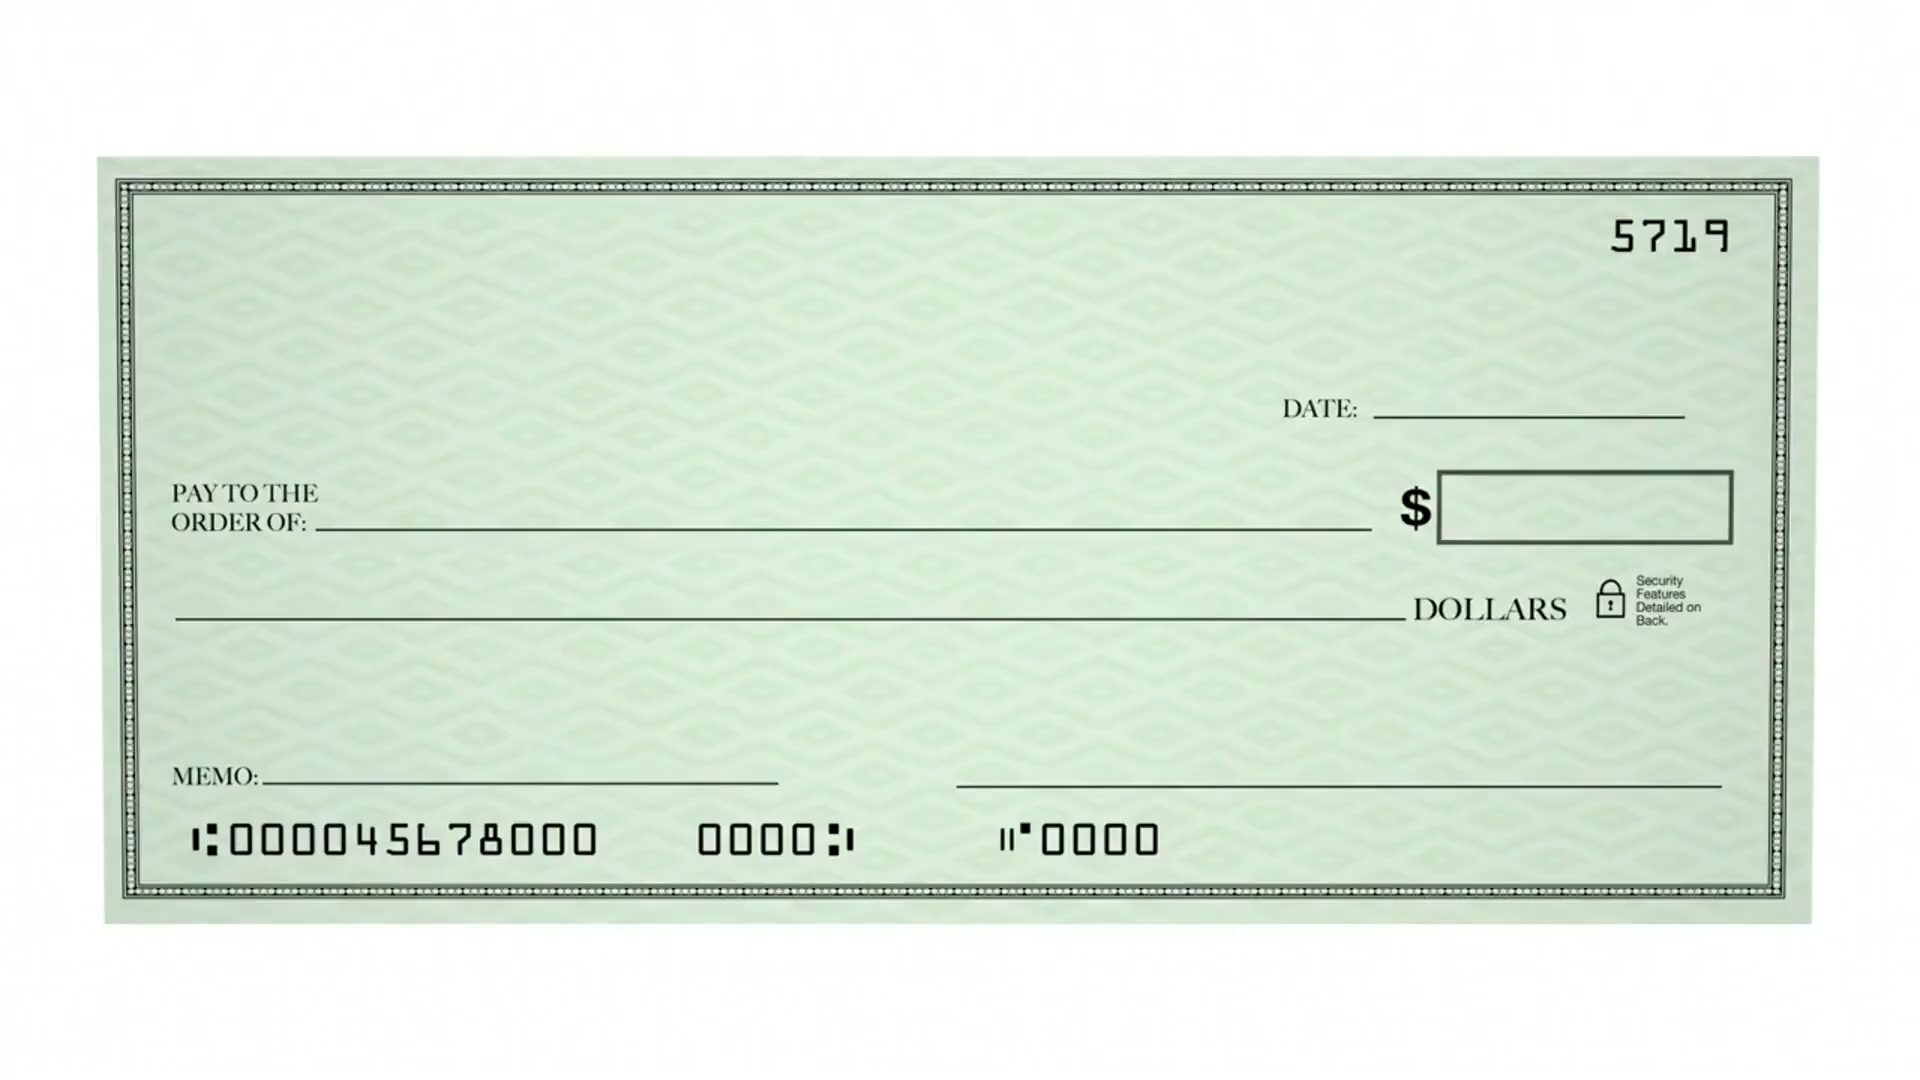 5719
DATE:
PAY TO THE
ORDER OF:
$
DOLLARS
Security
Features
Detailed on
Back.
MEMO:
⑆000045678000 0000⑆ ⑈0000